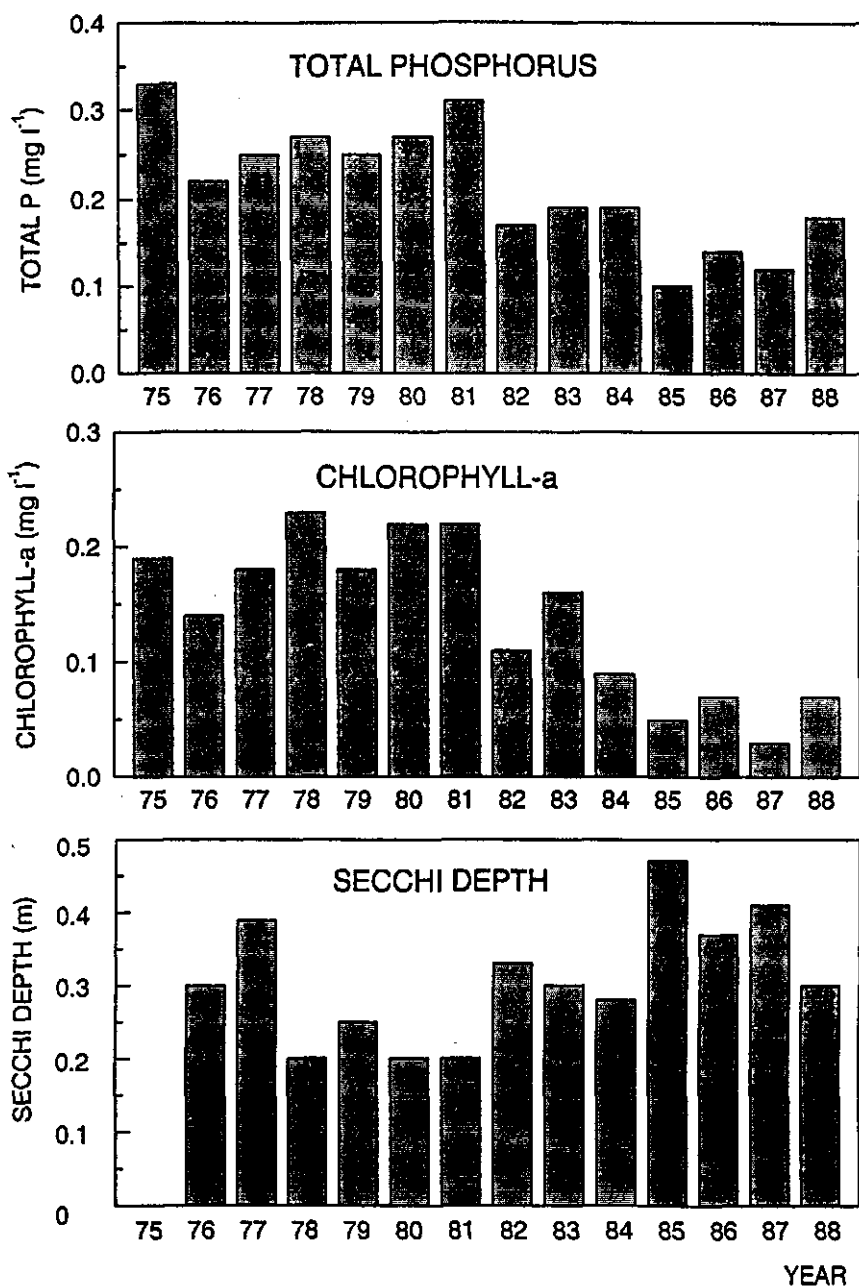 TOTAL PHOSPHORUS
TOTAL P (mg l⁻¹)
0.4
0.3
0.2
0.1
0.0
75 76 77 78 79 80 81 82 83 84 85 86 87 88
CHLOROPHYLL-a
CHLOROPHYLL-a (mg l⁻¹)
0.3
0.2
0.1
0.0
75 76 77 78 79 80 81 82 83 84 85 86 87 88
SECCHI DEPTH
SECCHI DEPTH (m)
0.5
0.4
0.3
0.2
0.1
0
75 76 77 78 79 80 81 82 83 84 85 86 87 88
YEAR